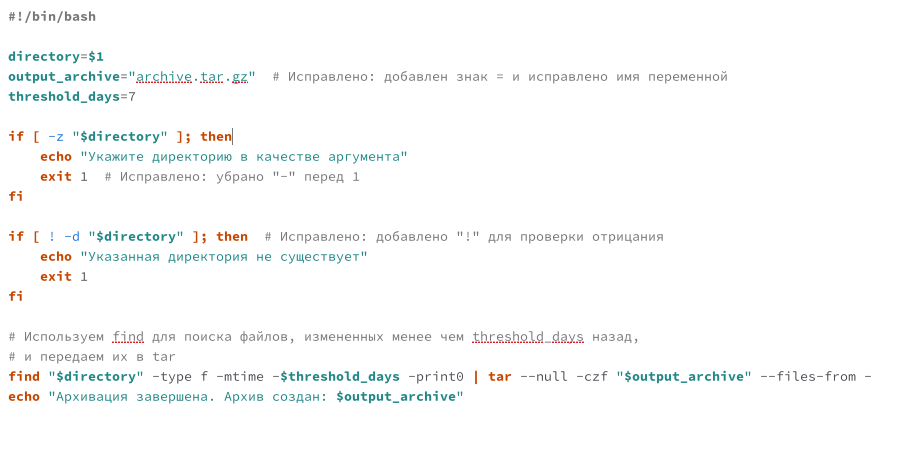 #!/bin/bash
directory=$1
output_archive="archive.tar.gz"  # Исправлено: добавлен знак = и исправлено имя переменной
threshold_days=7
if [ -z "$directory" ]; then
    echo "Укажите директорию в качестве аргумента"
    exit 1  # Исправлено: убрано "-" перед 1
fi
if [ ! -d "$directory" ]; then  # Исправлено: добавлено "!" для проверки отрицания
    echo "Указанная директория не существует"
    exit 1
fi
# Используем find для поиска файлов, измененных менее чем threshold_days назад,
# и передаем их в tar
find "$directory" -type f -mtime -$threshold_days -print0 | tar --null -czf "$output_archive" --files-from -
echo "Архивация завершена. Архив создан: $output_archive"